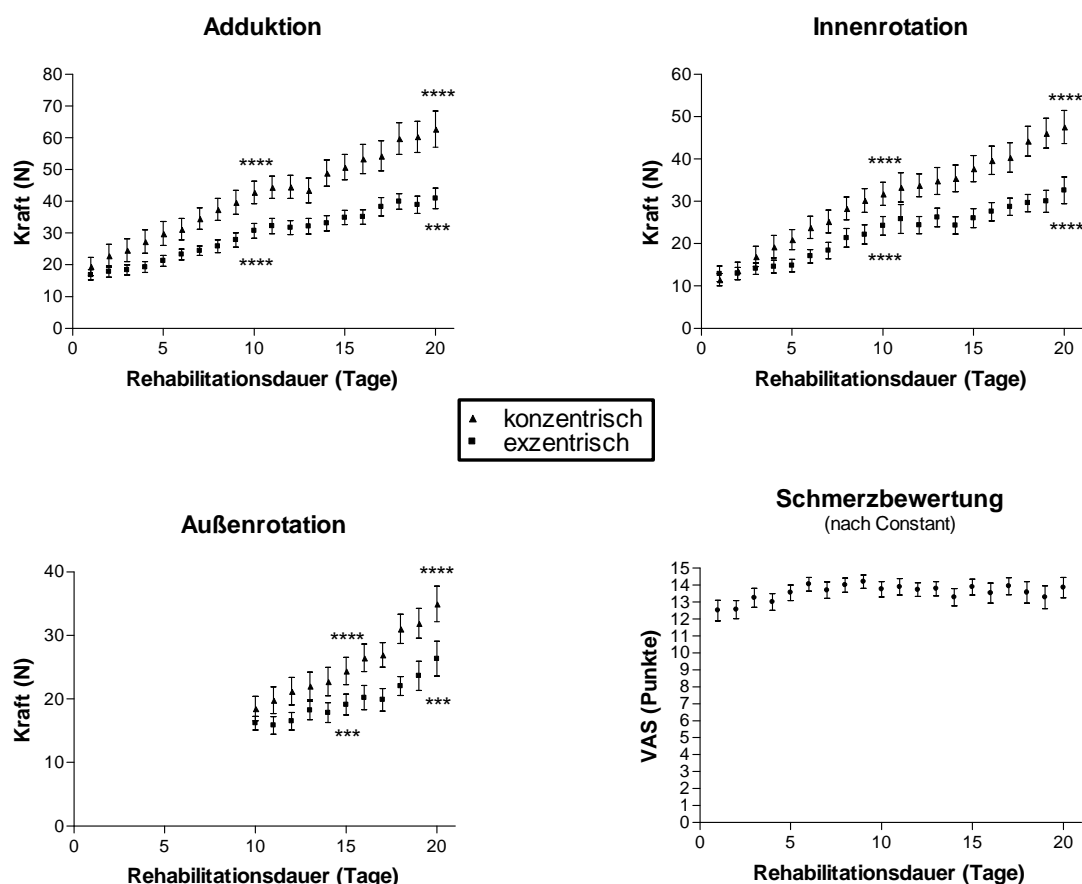 Adduktion
80
70
60
50
40
30
20
10
0
Kraft (N)
****
****
****
***
0 5 10 15 20
Rehabilitationsdauer (Tage)
Innenrotation
60
50
40
30
20
10
0
Kraft (N)
****
****
****
****
0 5 10 15 20
Rehabilitationsdauer (Tage)
konzentrisch
exzentrisch
Außenrotation
40
30
20
10
0
Kraft (N)
****
****
***
***
0 5 10 15 20
Rehabilitationsdauer (Tage)
Schmerzbewertung
(nach Constant)
15
14
13
12
11
10
9
8
7
6
5
4
3
2
1
0
VAS (Punkte)
0 5 10 15 20
Rehabilitationsdauer (Tage)